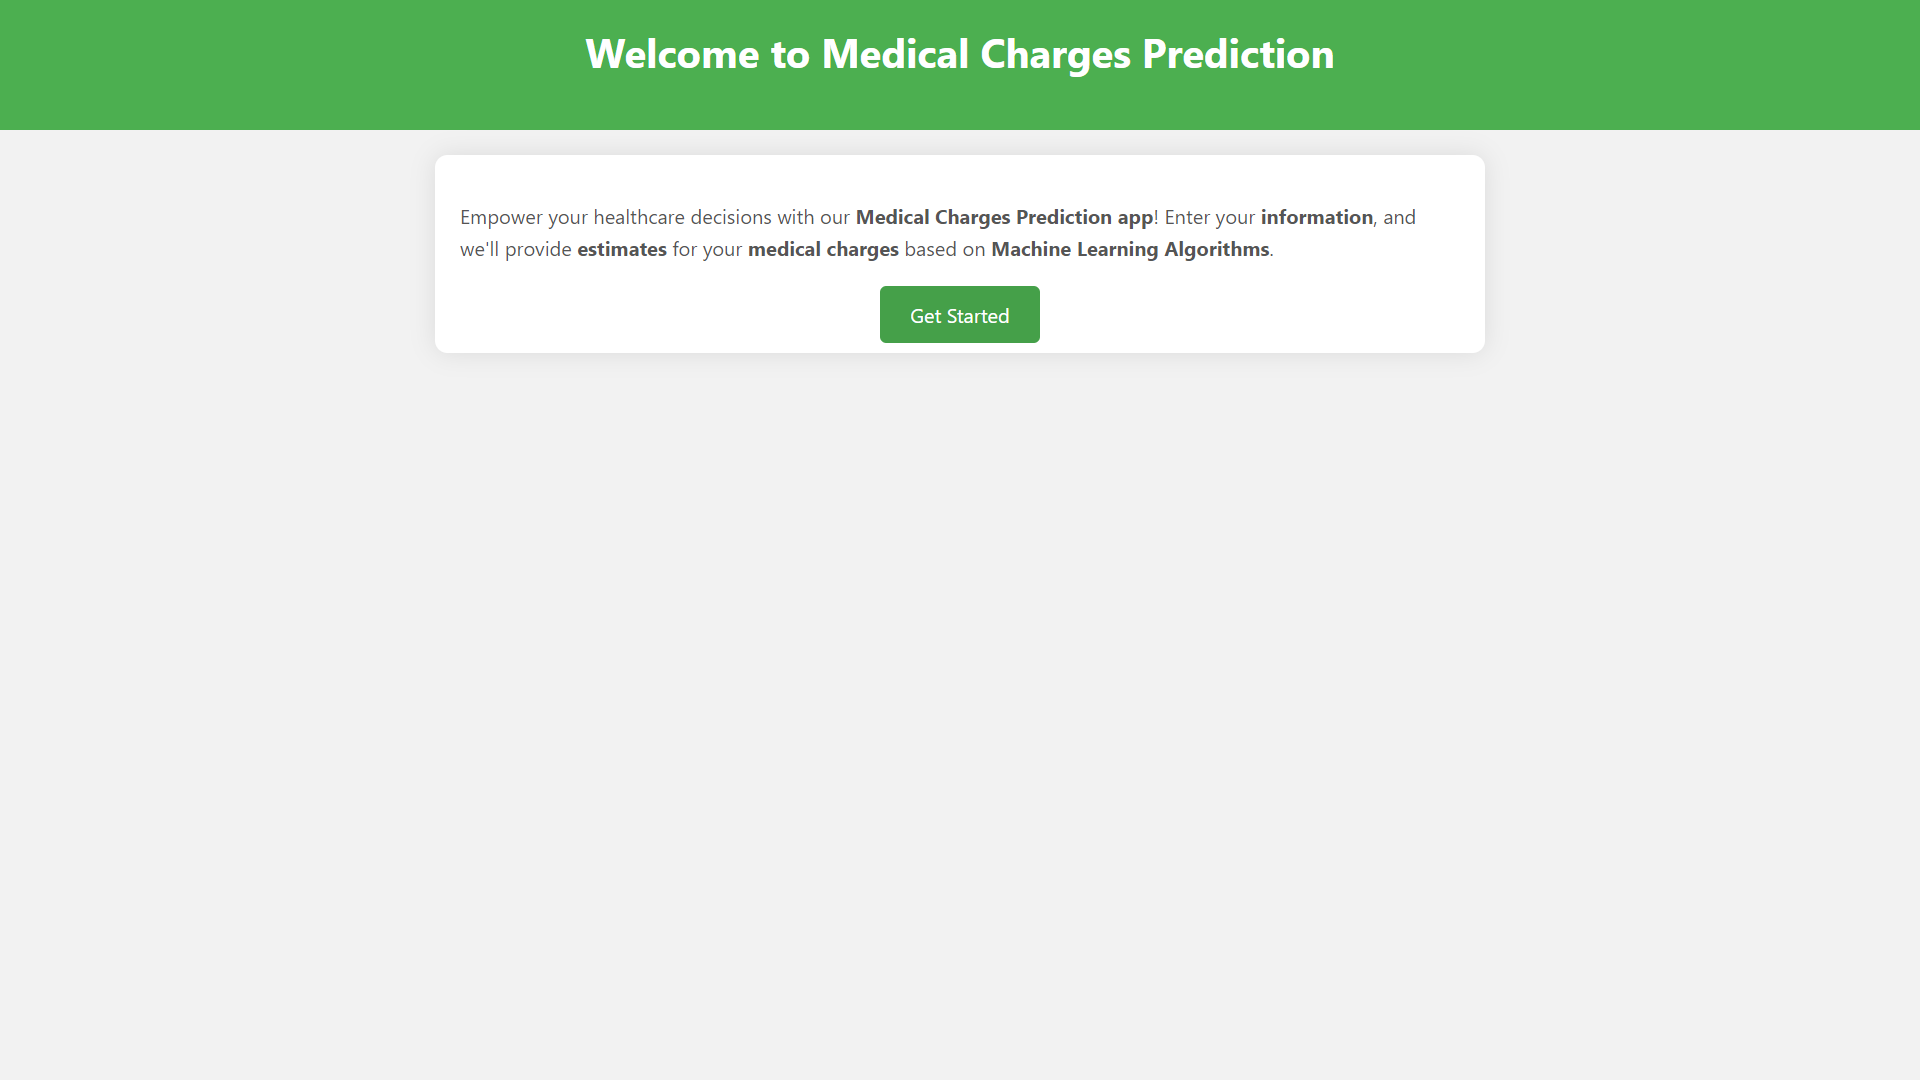 Welcome to Medical Charges Prediction
Empower your healthcare decisions with our Medical Charges Prediction app! Enter your information, and
we'll provide estimates for your medical charges based on Machine Learning Algorithms.
Get Started